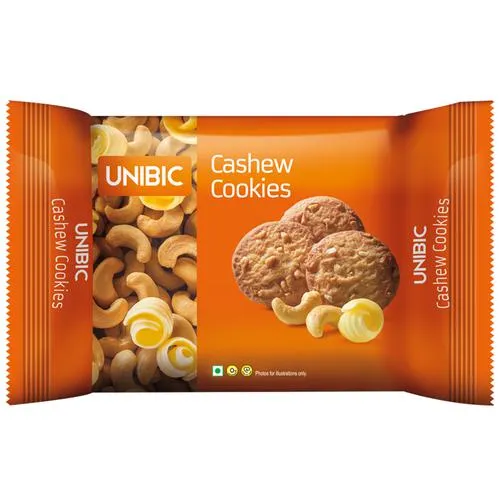 UNIBIC
Cashew
Cookies
UNIBIC
Cashew Cookies
UNIBIC
Cashew Cookies
Photos for illustrations only.